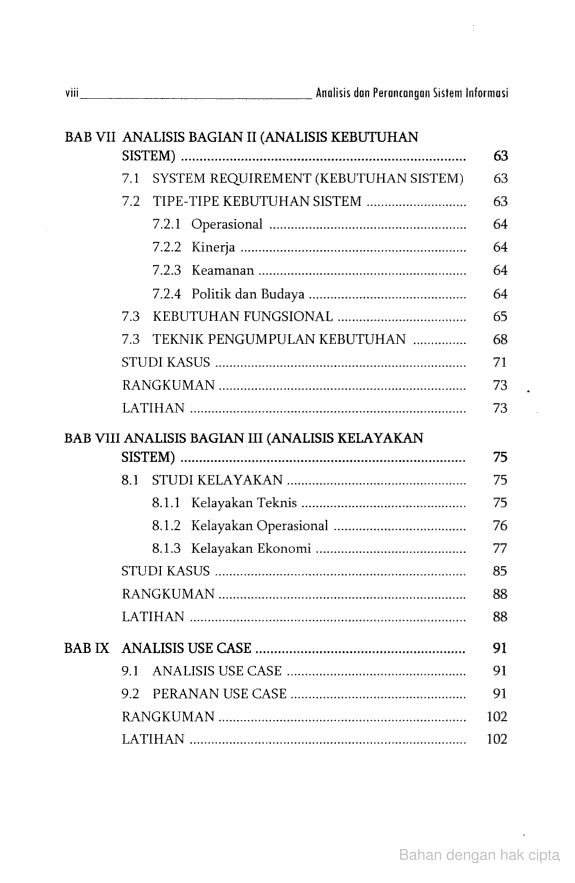 viii Analisis dan Perancangan Sistem Informasi
BAB VII ANALISIS BAGIAN II (ANALISIS KEBUTUHAN
SISTEM) 63
7.1 SYSTEM REQUIREMENT (KEBUTUHAN SISTEM) 63
7.2 TIPE-TIPE KEBUTUHAN SISTEM 63
7.2.1 Operasional 64
7.2.2 Kinerja 64
7.2.3 Keamanan 64
7.2.4 Politik dan Budaya 64
7.3 KEBUTUHAN FUNGSIONAL 65
7.3 TEKNIK PENGUMPULAN KEBUTUHAN 68
STUDI KASUS 71
RANGKUMAN 73
LATIHAN 73
BAB VIII ANALISIS BAGIAN III (ANALISIS KELAYAKAN
SISTEM) 75
8.1 STUDI KELAYAKAN 75
8.1.1 Kelayakan Teknis 75
8.1.2 Kelayakan Operasional 76
8.1.3 Kelayakan Ekonomi 77
STUDI KASUS 85
RANGKUMAN 88
LATIHAN 88
BAB IX ANALISIS USE CASE 91
9.1 ANALISIS USE CASE 91
9.2 PERANAN USE CASE 91
RANGKUMAN 102
LATIHAN 102
Bahan dengan hak cipta